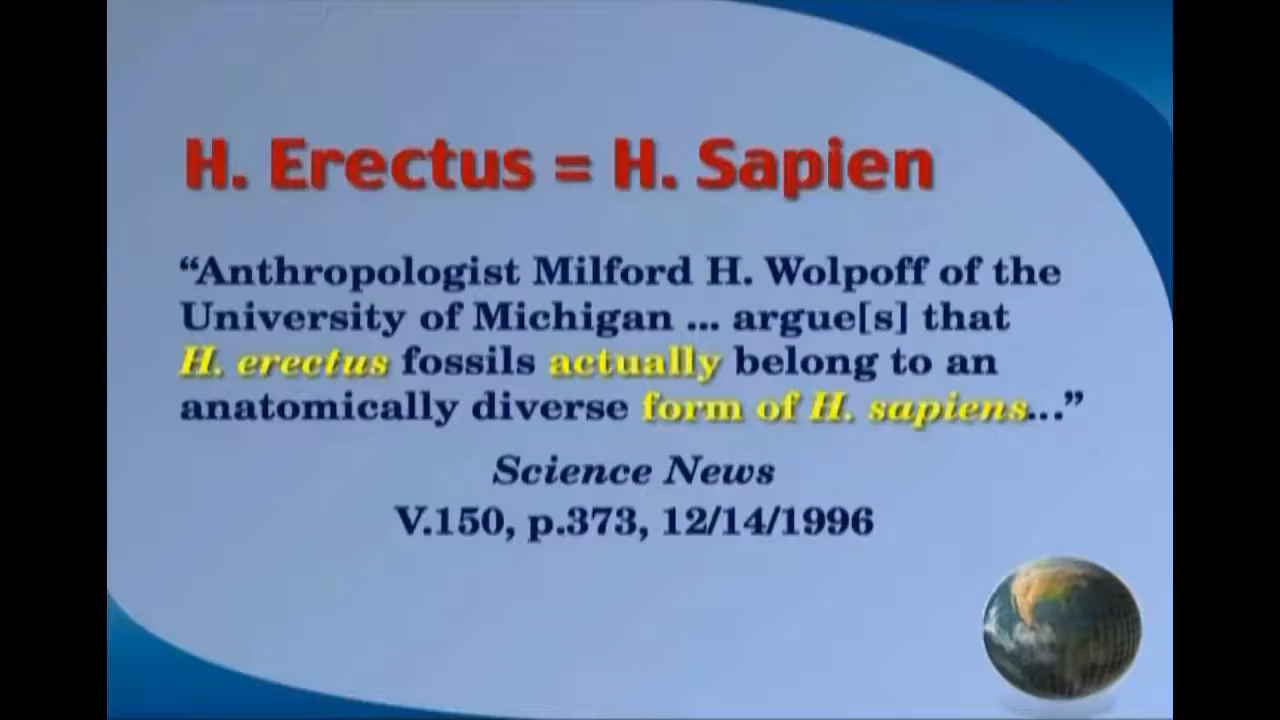 H. Erectus = H. Sapien
“Anthropologist Milford H. Wolpoff of the
University of Michigan ... argue[s] that
H. erectus fossils actually belong to an
anatomically diverse form of H. sapiens...”
Science News
V.150, p.373, 12/14/1996